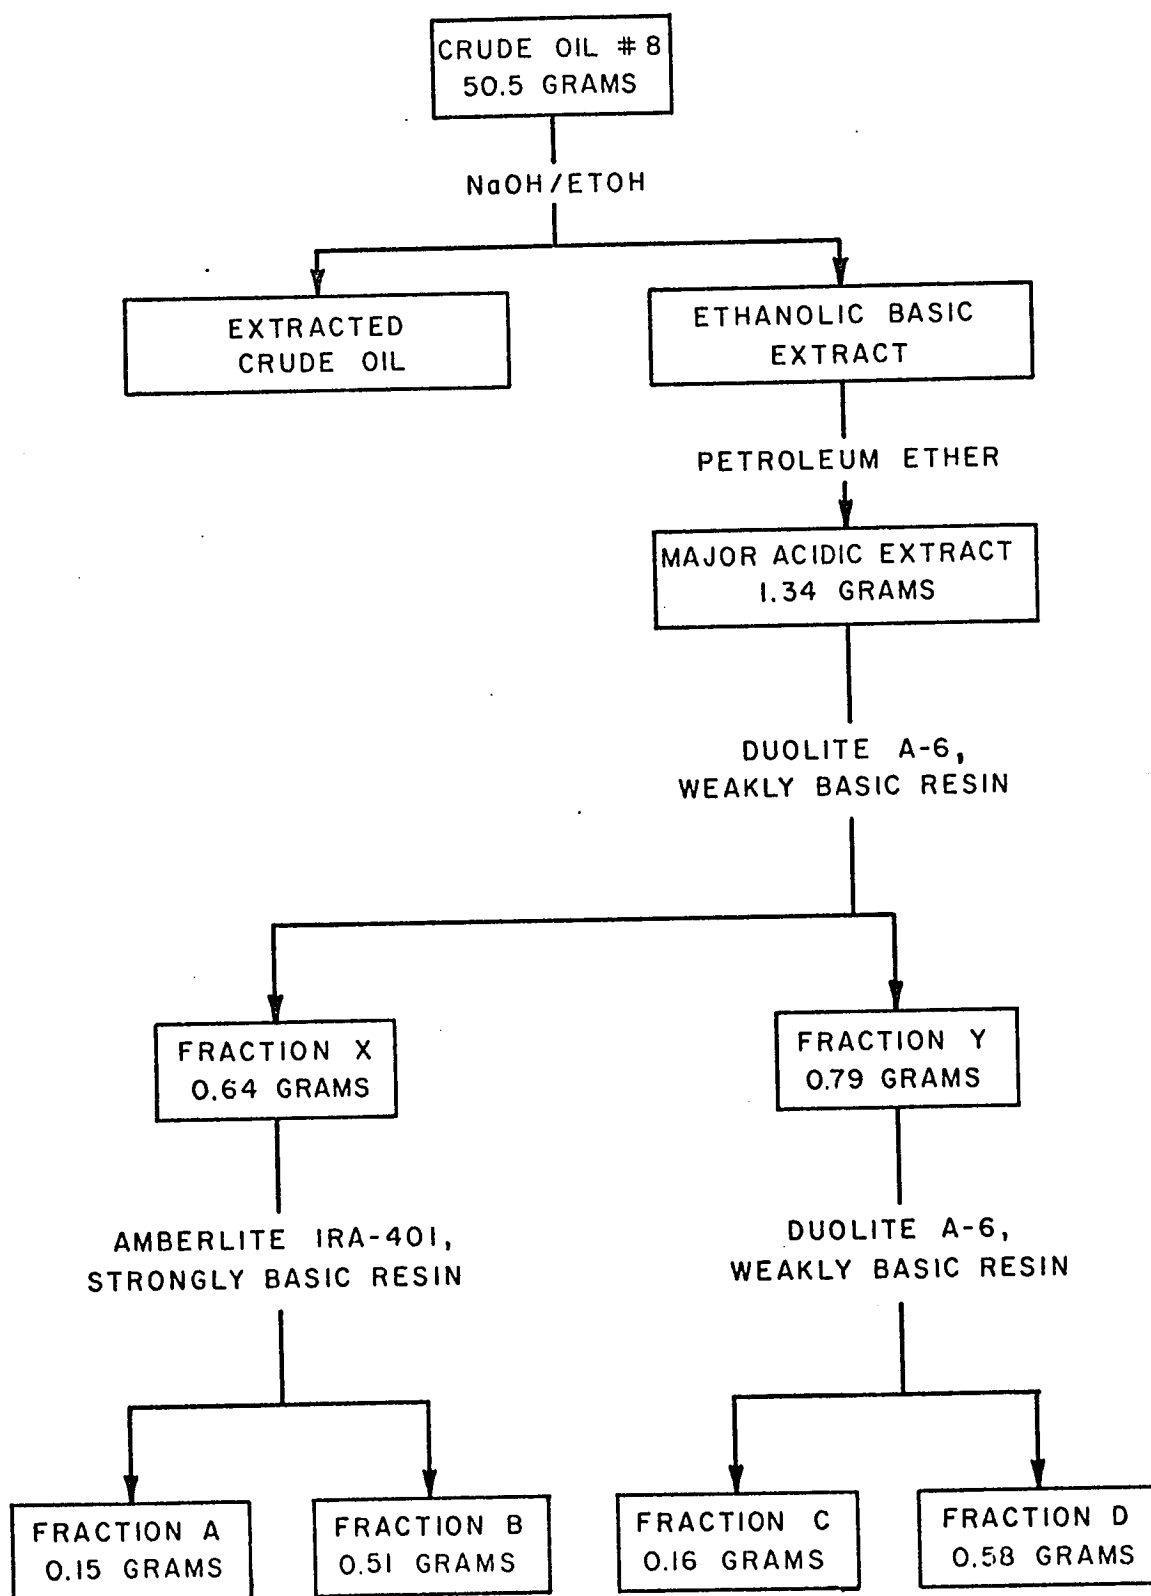 CRUDE OIL #8
50.5 GRAMS
NaOH/ETOH
EXTRACTED
CRUDE OIL
ETHANOLIC BASIC
EXTRACT
PETROLEUM ETHER
MAJOR ACIDIC EXTRACT
1.34 GRAMS
DUOLITE A-6,
WEAKLY BASIC RESIN
FRACTION X
0.64 GRAMS
FRACTION Y
0.79 GRAMS
AMBERLITE IRA-401,
STRONGLY BASIC RESIN
DUOLITE A-6,
WEAKLY BASIC RESIN
FRACTION A
0.15 GRAMS
FRACTION B
0.51 GRAMS
FRACTION C
0.16 GRAMS
FRACTION D
0.58 GRAMS